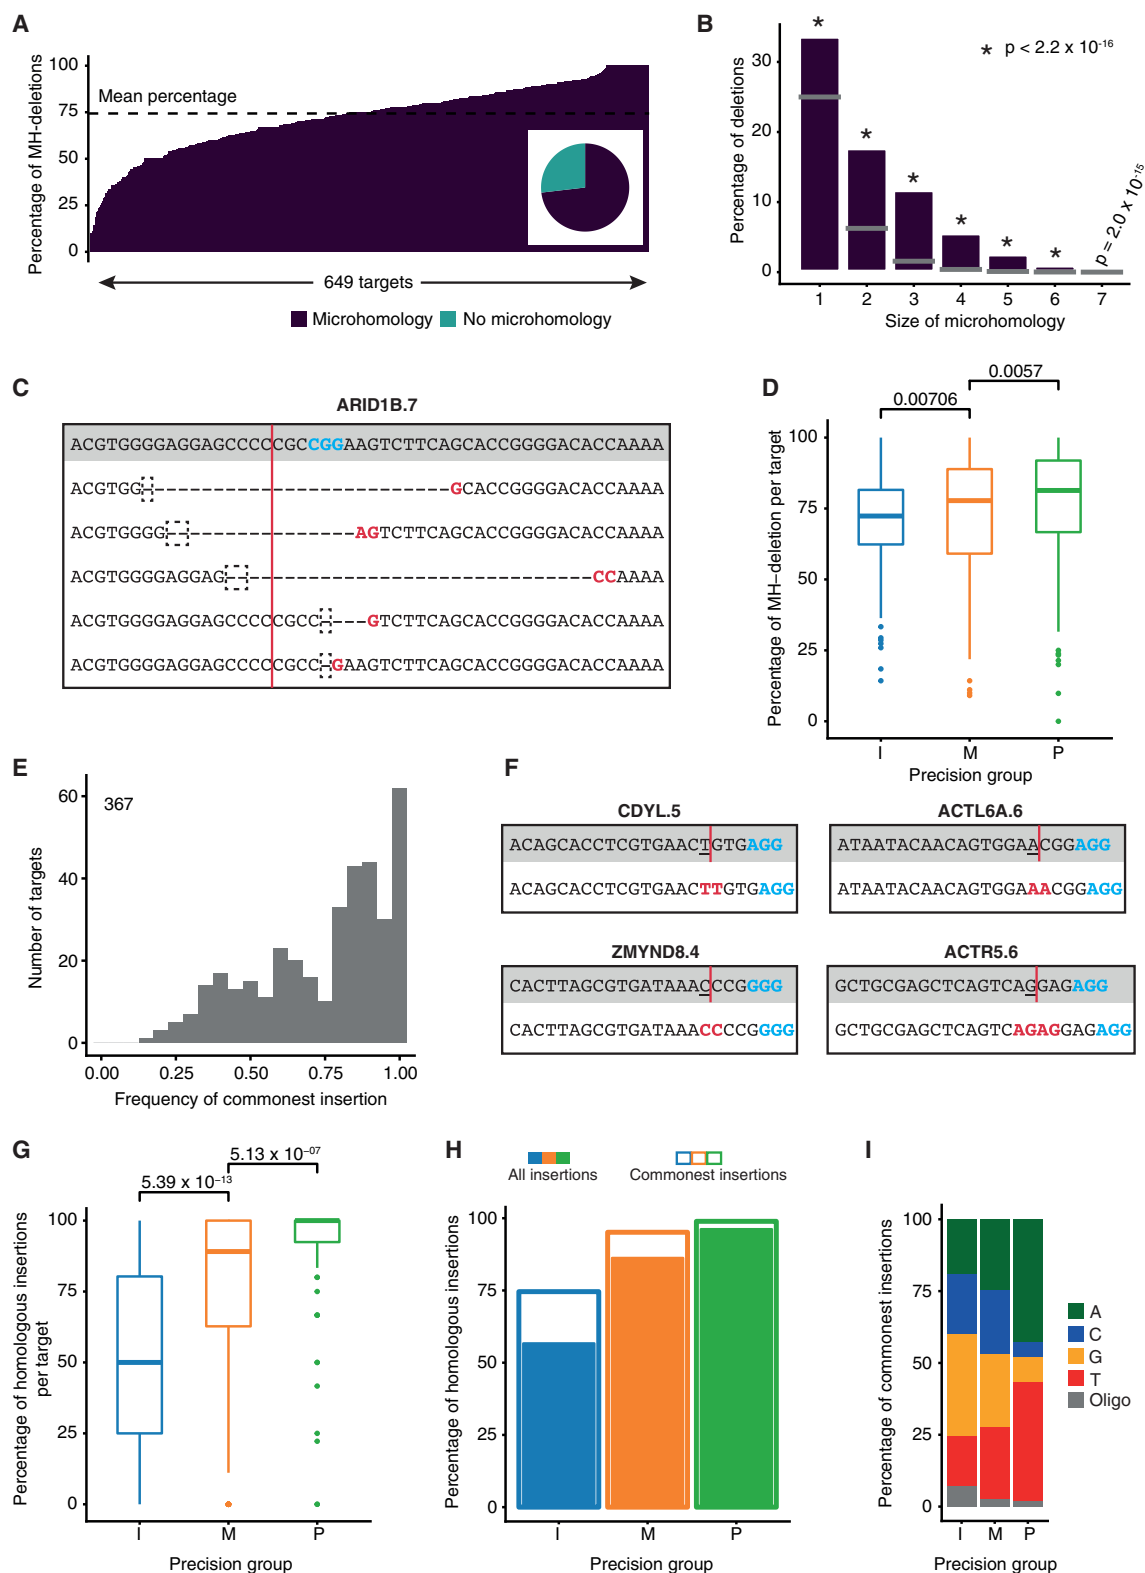 A
Percentage of MH-deletions
100
75
50
25
0
Mean percentage
649 targets
Microhomology
No microhomology
B
* p < 2.2 x 10-16
Percentage of deletions
30
20
10
0
* * * * * *
p = 2.0 x 10-15
1 2 3 4 5 6 7
Size of microhomology
C
ARID1B.7
ACGTGGGGAGGAGCCCCCGCCGGAAGTCTTCAGCACCGGGGACACCAAAA
ACGTGG---------------------------GCACCGGGGACACCAAAA
ACGTGGGG-----------------AGTCTTCAGCACCGGGGACACCAAAA
ACGTGGGGAGGAG--------------------------------CCAAAA
ACGTGGGGAGGAGCCCCCGCC----GTCTTCAGCACCGGGGACACCAAAA
ACGTGGGGAGGAGCCCCCGCC-GAAGTCTTCAGCACCGGGGACACCAAAA
D
0.0057
0.00706
Percentage of MH-deletion per target
100
75
50
25
0
I M P
Precision group
E
367
Number of targets
60
40
20
0
0.00 0.25 0.50 0.75 1.00
Frequency of commonest insertion
F
CDYL.5
ACAGCACCTCGTGAACTGTGAGG
ACAGCACCTCGTGAACTTGTGAGG
ACTL6A.6
ATAATACAACAGTGGAACGGAGG
ATAATACAACAGTGGAAACGGAGG
ZMYND8.4
CACTTAGCGTGATAAACCCGGGG
CACTTAGCGTGATAAACCCCGGGG
ACTR5.6
GCTGCGAGCTCAGTCAGGAGAGG
GCTGCGAGCTCAGTCAGAGGAGAGG
G
5.13 x 10−07
5.39 x 10−13
Percentage of homologous insertions
per target
100
75
50
25
0
I M P
Precision group
H
All insertions
Commonest insertions
Percentage of homologous insertions
100
75
50
25
0
I M P
Precision group
I
Percentage of commonest insertions
100
75
50
25
0
A
C
G
T
Oligo
I M P
Precision group